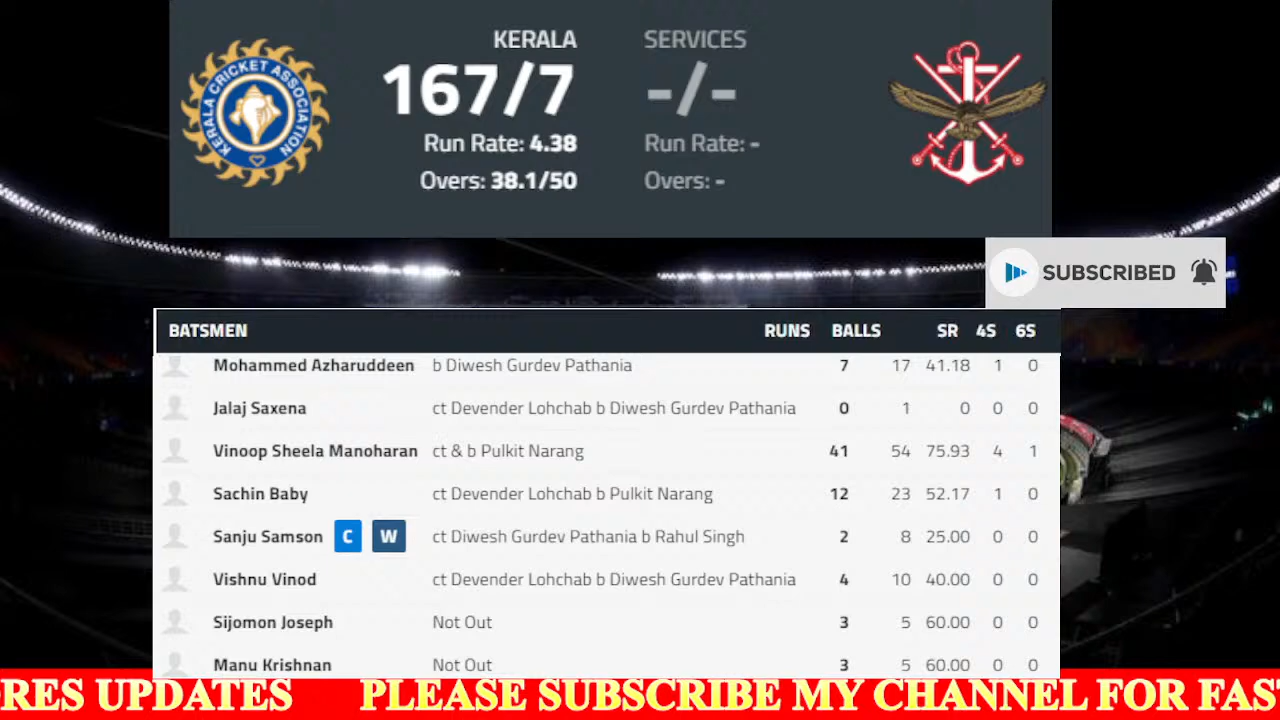 KERALA CRICKET ASSOCIATION
KERALA
167/7
Run Rate: 4.38
Overs: 38.1/50
SERVICES
-/-
Run Rate: -
Overs: -
SUBSCRIBED
BATSMEN RUNS BALLS SR 4S 6S
Mohammed Azharuddeen b Diwesh Gurdev Pathania 7 17 41.18 1 0
Jalaj Saxena ct Devender Lohchab b Diwesh Gurdev Pathania 0 1 0 0 0
Vinoop Sheela Manoharan ct & b Pulkit Narang 41 54 75.93 4 1
Sachin Baby ct Devender Lohchab b Pulkit Narang 12 23 52.17 1 0
Sanju Samson C W ct Diwesh Gurdev Pathania b Rahul Singh 2 8 25.00 0 0
Vishnu Vinod ct Devender Lohchab b Diwesh Gurdev Pathania 4 10 40.00 0 0
Sijomon Joseph Not Out 3 5 60.00 0 0
Manu Krishnan Not Out 3 5 60.00 0 0
RES UPDATES PLEASE SUBSCRIBE MY CHANNEL FOR FAS